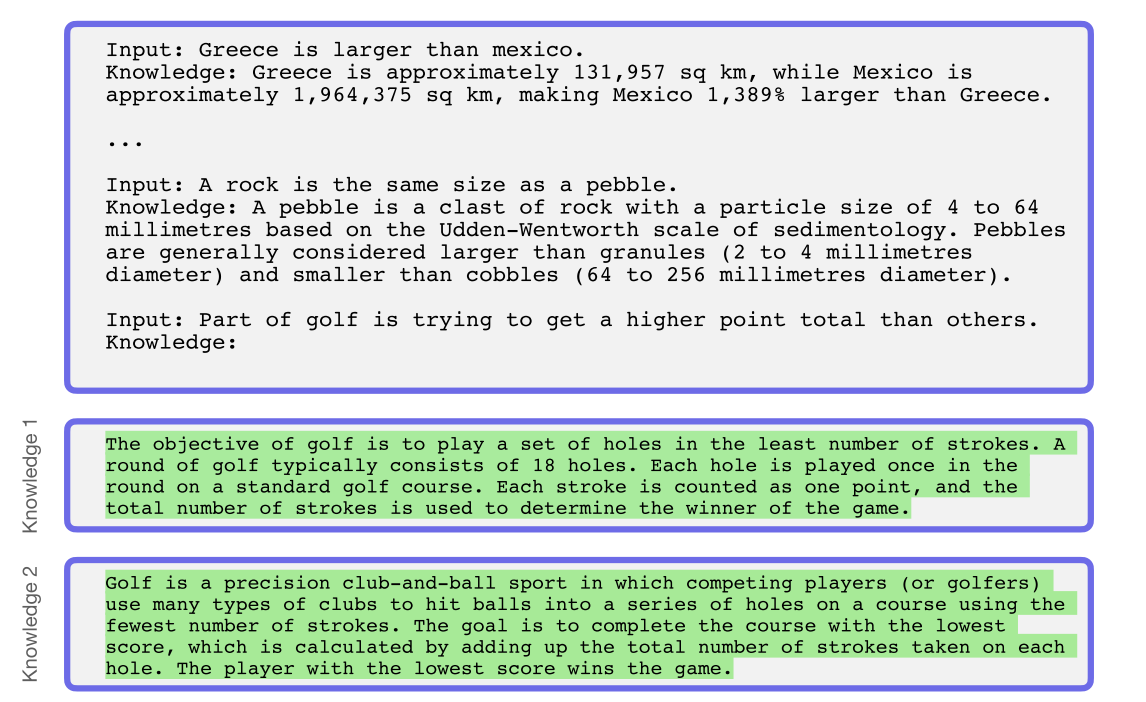 Input: Greece is larger than mexico.
Knowledge: Greece is approximately 131,957 sq km, while Mexico is
approximately 1,964,375 sq km, making Mexico 1,389% larger than Greece.
...
Input: A rock is the same size as a pebble.
Knowledge: A pebble is a clast of rock with a particle size of 4 to 64
millimetres based on the Udden-Wentworth scale of sedimentology. Pebbles
are generally considered larger than granules (2 to 4 millimetres
diameter) and smaller than cobbles (64 to 256 millimetres diameter).
Input: Part of golf is trying to get a higher point total than others.
Knowledge:
Knowledge 1
The objective of golf is to play a set of holes in the least number of strokes. A
round of golf typically consists of 18 holes. Each hole is played once in the
round on a standard golf course. Each stroke is counted as one point, and the
total number of strokes is used to determine the winner of the game.
Knowledge 2
Golf is a precision club-and-ball sport in which competing players (or golfers)
use many types of clubs to hit balls into a series of holes on a course using the
fewest number of strokes. The goal is to complete the course with the lowest
score, which is calculated by adding up the total number of strokes taken on each
hole. The player with the lowest score wins the game.